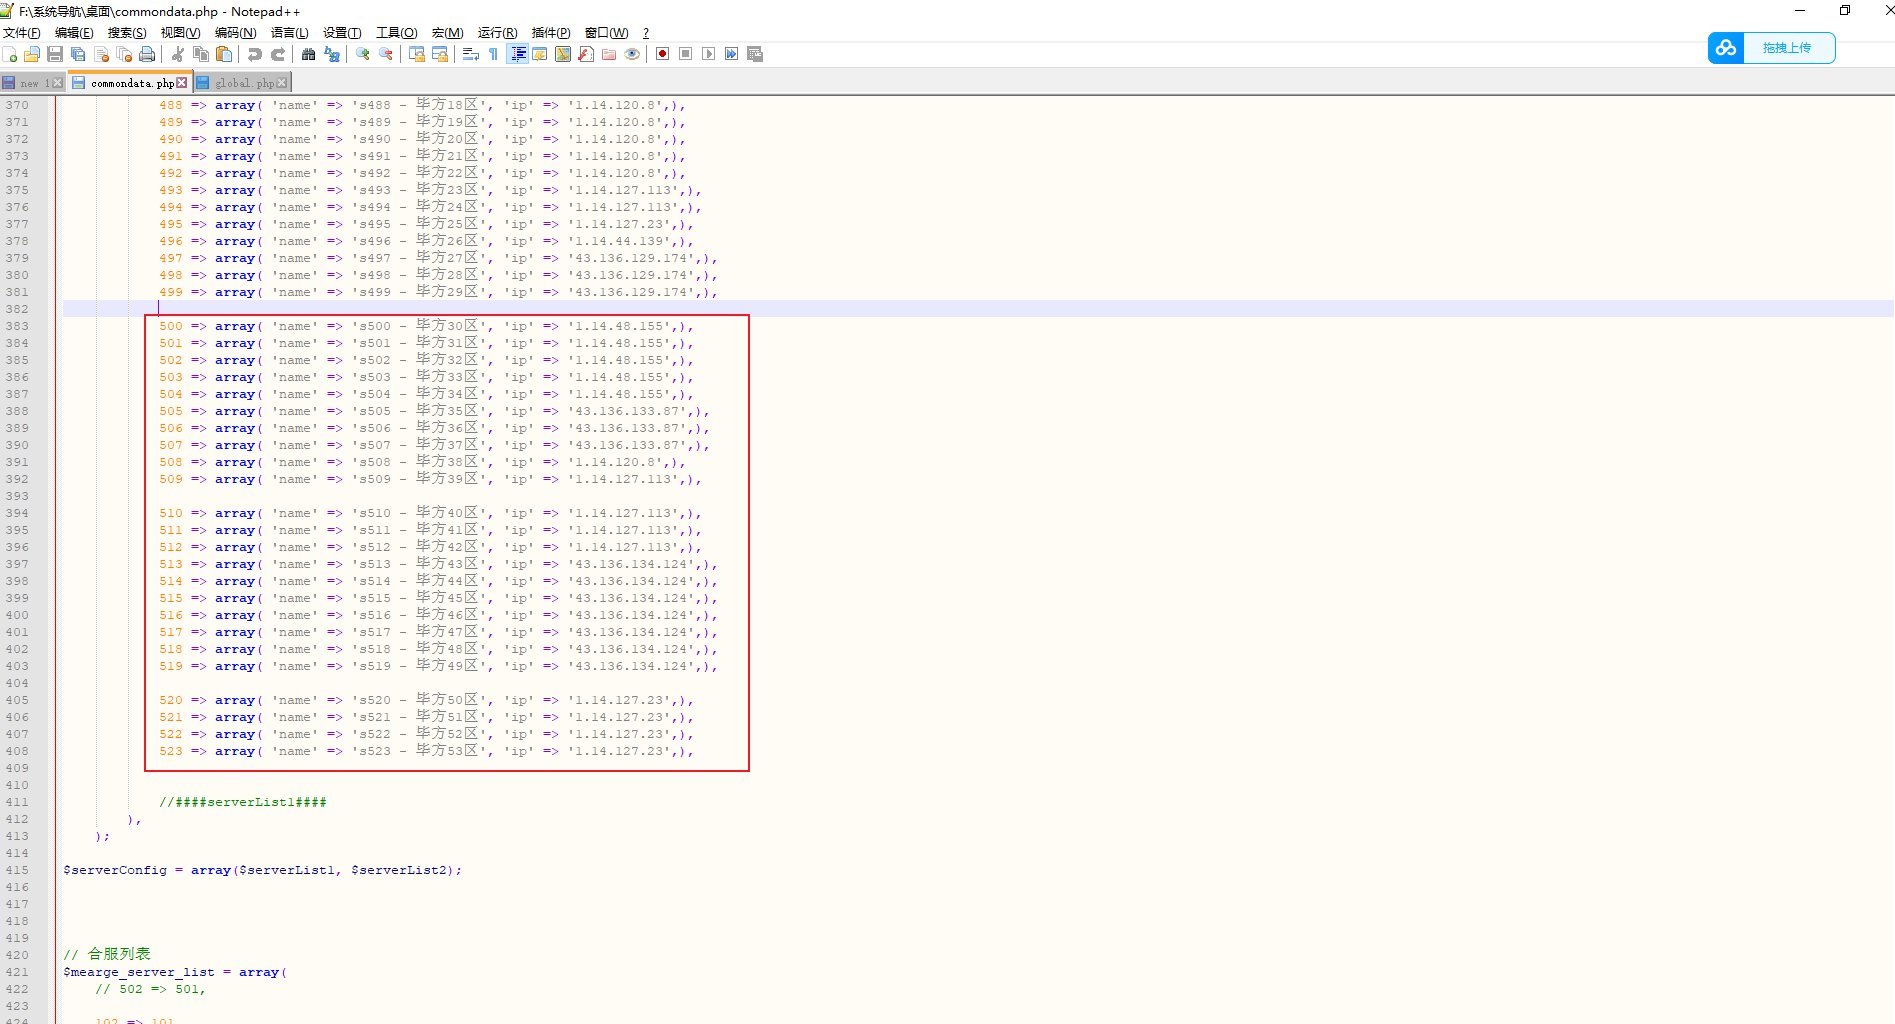 F:\系统导航\桌面\commondata.php - Notepad++
文件(F) 编辑(E) 搜索(S) 视图(V) 编码(N) 语言(L) 设置(T) 工具(O) 宏(M) 运行(R) 插件(P) 窗口(W) ?
拖拽上传
new 1 commondata.php global.php
370 488 => array( 'name' => 's488 - 毕方18区', 'ip' => '1.14.120.8',),
371 489 => array( 'name' => 's489 - 毕方19区', 'ip' => '1.14.120.8',),
372 490 => array( 'name' => 's490 - 毕方20区', 'ip' => '1.14.120.8',),
373 491 => array( 'name' => 's491 - 毕方21区', 'ip' => '1.14.120.8',),
374 492 => array( 'name' => 's492 - 毕方22区', 'ip' => '1.14.120.8',),
375 493 => array( 'name' => 's493 - 毕方23区', 'ip' => '1.14.127.113',),
376 494 => array( 'name' => 's494 - 毕方24区', 'ip' => '1.14.127.113',),
377 495 => array( 'name' => 's495 - 毕方25区', 'ip' => '1.14.127.23',),
378 496 => array( 'name' => 's496 - 毕方26区', 'ip' => '1.14.44.139',),
379 497 => array( 'name' => 's497 - 毕方27区', 'ip' => '43.136.129.174',),
380 498 => array( 'name' => 's498 - 毕方28区', 'ip' => '43.136.129.174',),
381 499 => array( 'name' => 's499 - 毕方29区', 'ip' => '43.136.129.174',),
382
383 500 => array( 'name' => 's500 - 毕方30区', 'ip' => '1.14.48.155',),
384 501 => array( 'name' => 's501 - 毕方31区', 'ip' => '1.14.48.155',),
385 502 => array( 'name' => 's502 - 毕方32区', 'ip' => '1.14.48.155',),
386 503 => array( 'name' => 's503 - 毕方33区', 'ip' => '1.14.48.155',),
387 504 => array( 'name' => 's504 - 毕方34区', 'ip' => '1.14.48.155',),
388 505 => array( 'name' => 's505 - 毕方35区', 'ip' => '43.136.133.87',),
389 506 => array( 'name' => 's506 - 毕方36区', 'ip' => '43.136.133.87',),
390 507 => array( 'name' => 's507 - 毕方37区', 'ip' => '43.136.133.87',),
391 508 => array( 'name' => 's508 - 毕方38区', 'ip' => '1.14.120.8',),
392 509 => array( 'name' => 's509 - 毕方39区', 'ip' => '1.14.127.113',),
393
394 510 => array( 'name' => 's510 - 毕方40区', 'ip' => '1.14.127.113',),
395 511 => array( 'name' => 's511 - 毕方41区', 'ip' => '1.14.127.113',),
396 512 => array( 'name' => 's512 - 毕方42区', 'ip' => '1.14.127.113',),
397 513 => array( 'name' => 's513 - 毕方43区', 'ip' => '43.136.134.124',),
398 514 => array( 'name' => 's514 - 毕方44区', 'ip' => '43.136.134.124',),
399 515 => array( 'name' => 's515 - 毕方45区', 'ip' => '43.136.134.124',),
400 516 => array( 'name' => 's516 - 毕方46区', 'ip' => '43.136.134.124',),
401 517 => array( 'name' => 's517 - 毕方47区', 'ip' => '43.136.134.124',),
402 518 => array( 'name' => 's518 - 毕方48区', 'ip' => '43.136.134.124',),
403 519 => array( 'name' => 's519 - 毕方49区', 'ip' => '43.136.134.124',),
404
405 520 => array( 'name' => 's520 - 毕方50区', 'ip' => '1.14.127.23',),
406 521 => array( 'name' => 's521 - 毕方51区', 'ip' => '1.14.127.23',),
407 522 => array( 'name' => 's522 - 毕方52区', 'ip' => '1.14.127.23',),
408 523 => array( 'name' => 's523 - 毕方53区', 'ip' => '1.14.127.23',),
409
410
411 //####serverList1####
412 ),
413 );
414
415 $serverConfig = array($serverList1, $serverList2);
416
417
418
419
420 // 合服列表
421 $mearge_server_list = array(
422 // 502 => 501,
423
424 102 => 101